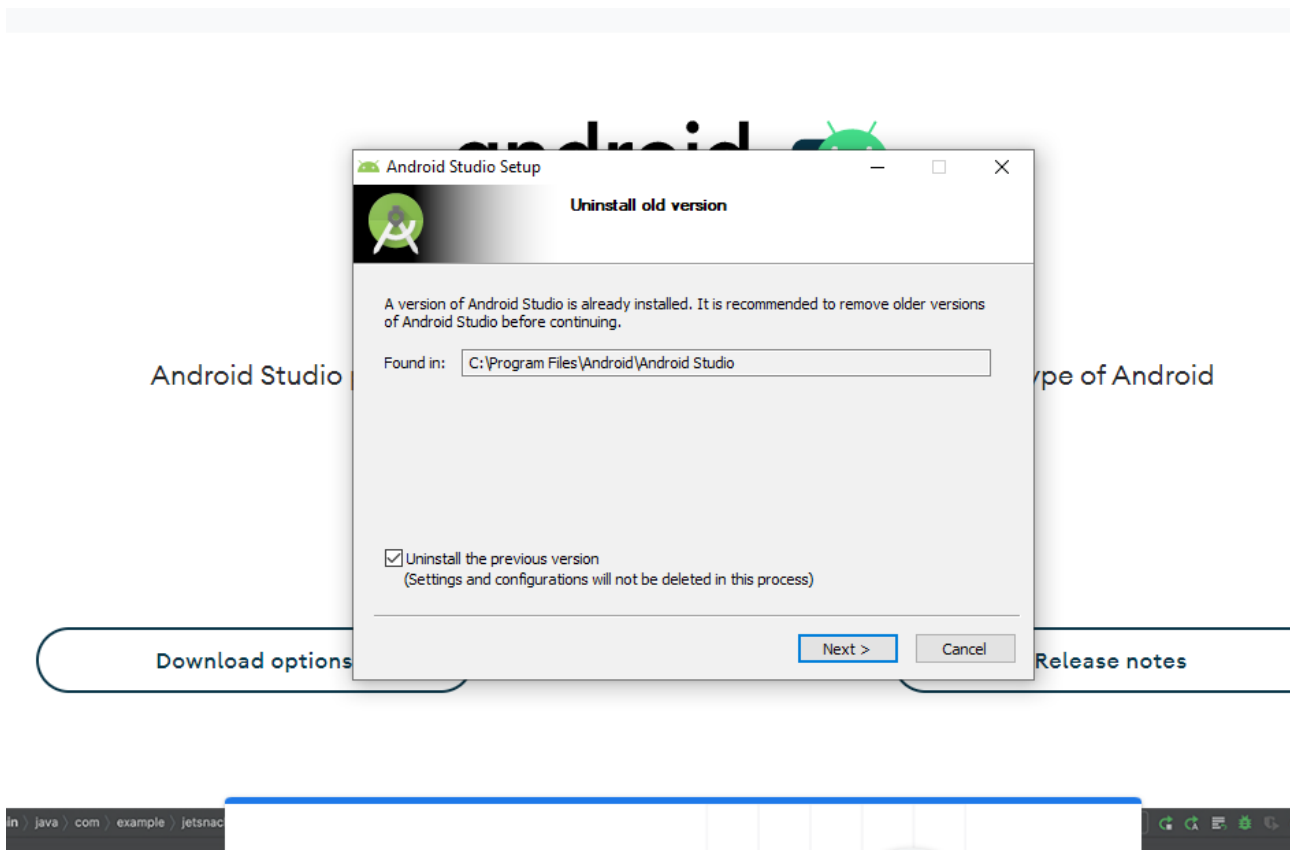 android
Android Studio Setup
Uninstall old version
A version of Android Studio is already installed. It is recommended to remove older versions
of Android Studio before continuing.
Found in: C:\Program Files\Android\Android Studio
Android Studio
ype of Android
Uninstall the previous version
(Settings and configurations will not be deleted in this process)
Next > Cancel
Download options
Release notes
in 〉 java 〉 com 〉 example 〉 jetsnac